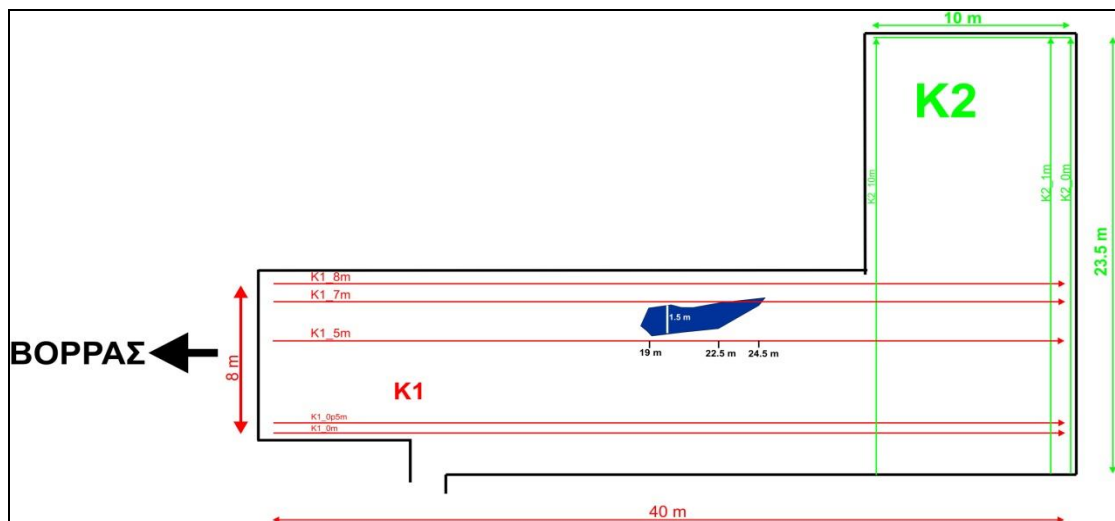 10 m
K2
K2_10m
K2_1m
K2_0m
23.5 m
K1_8m
K1_7m
1.5 m
K1_5m
ΒΟΡΡΑΣ
8 m
19 m
22.5 m
24.5 m
K1
K1_0p5m
K1_0m
40 m